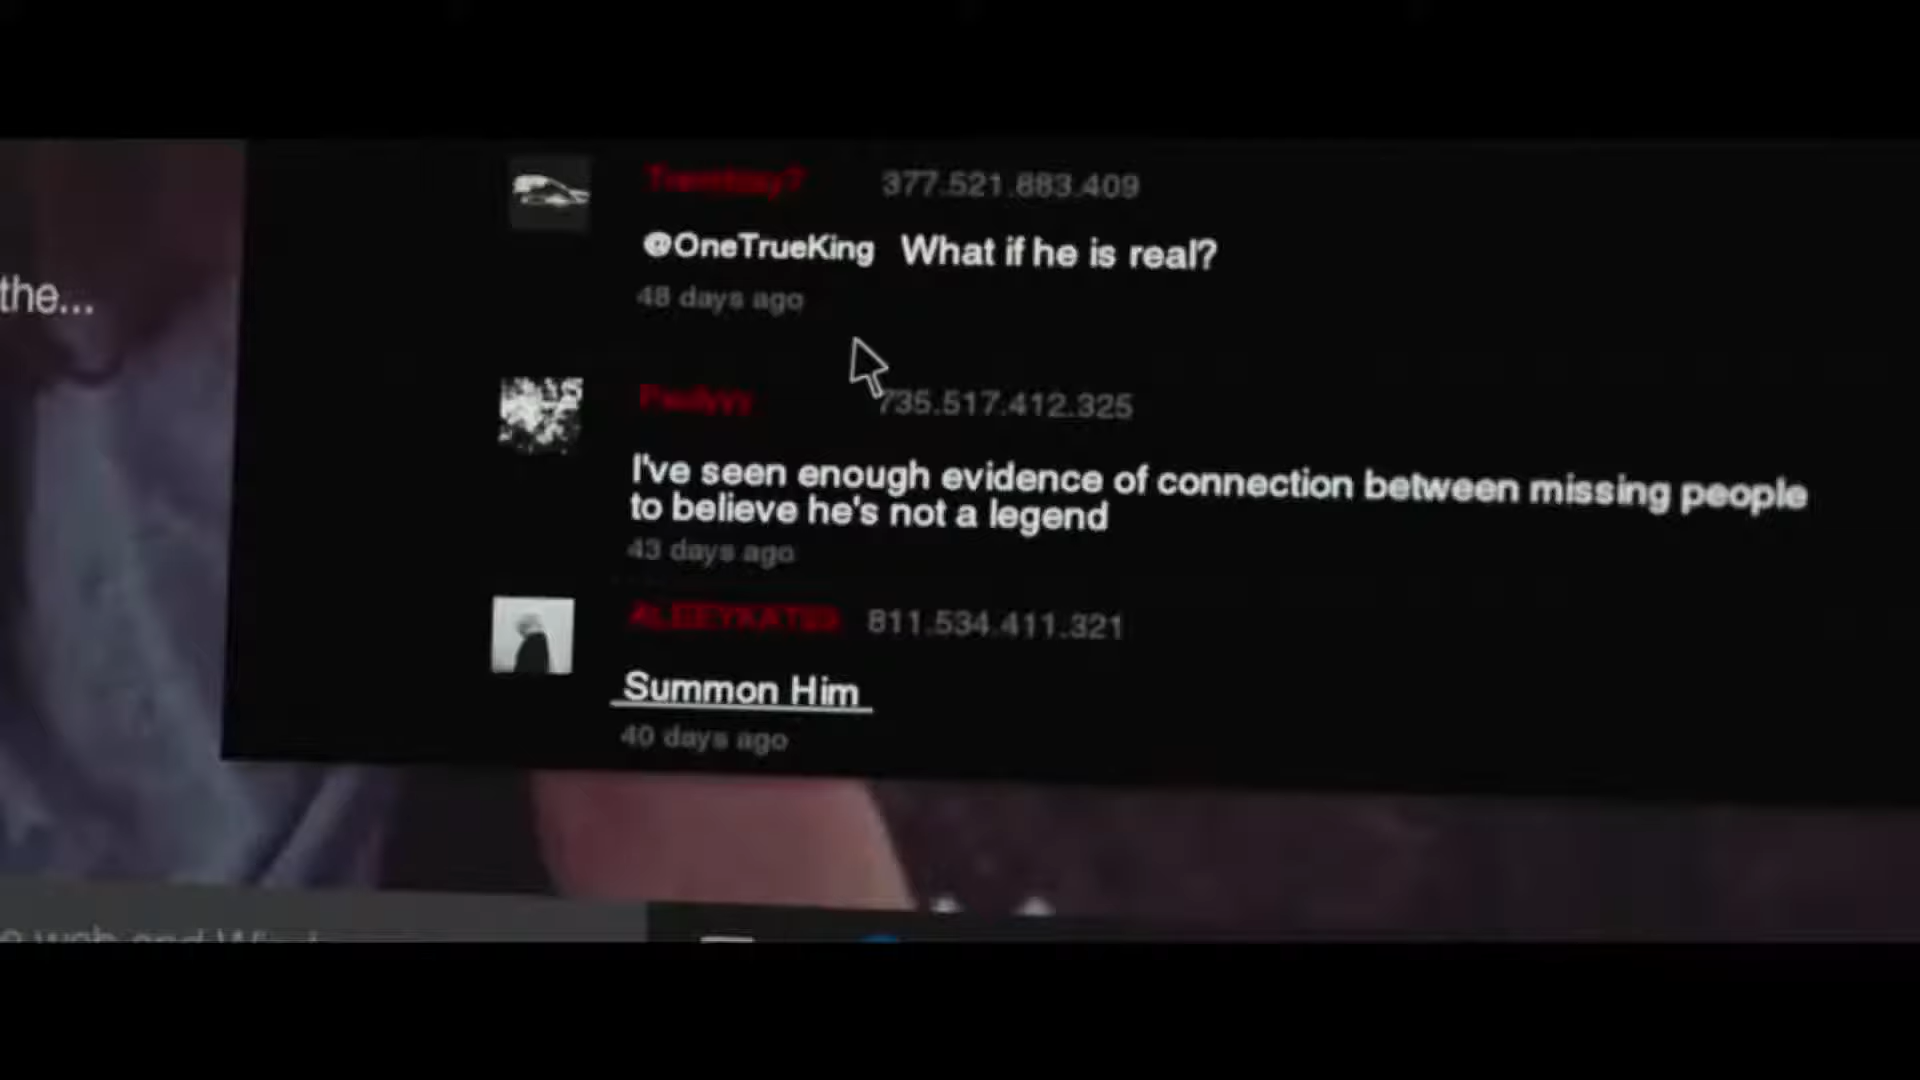 377.521.883.409
@OneTrueKing What if he is real?
the...
48 days ago
735.517.412.325
I've seen enough evidence of connection between missing people
to believe he's not a legend
43 days ago
811.534.411.321
Summon Him
40 days ago